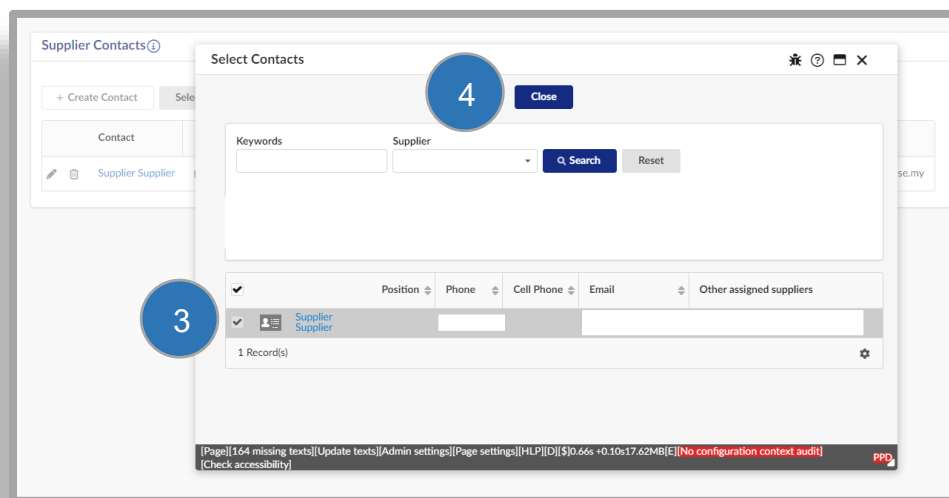 Supplier Contacts
Select Contacts
4
Close
+ Create Contact
Contact
Keywords
Supplier
Search
Reset
Supplier Supplier
se.my
Position
Phone
Cell Phone
Email
Other assigned suppliers
3
Supplier
Supplier
1 Record(s)
[Page][164 missing texts][Update texts][Admin settings][Page settings][HLP][D][$]0.66s +0.10s17.62MB[E][No configuration context audit]
[Check accessibility]
PPD